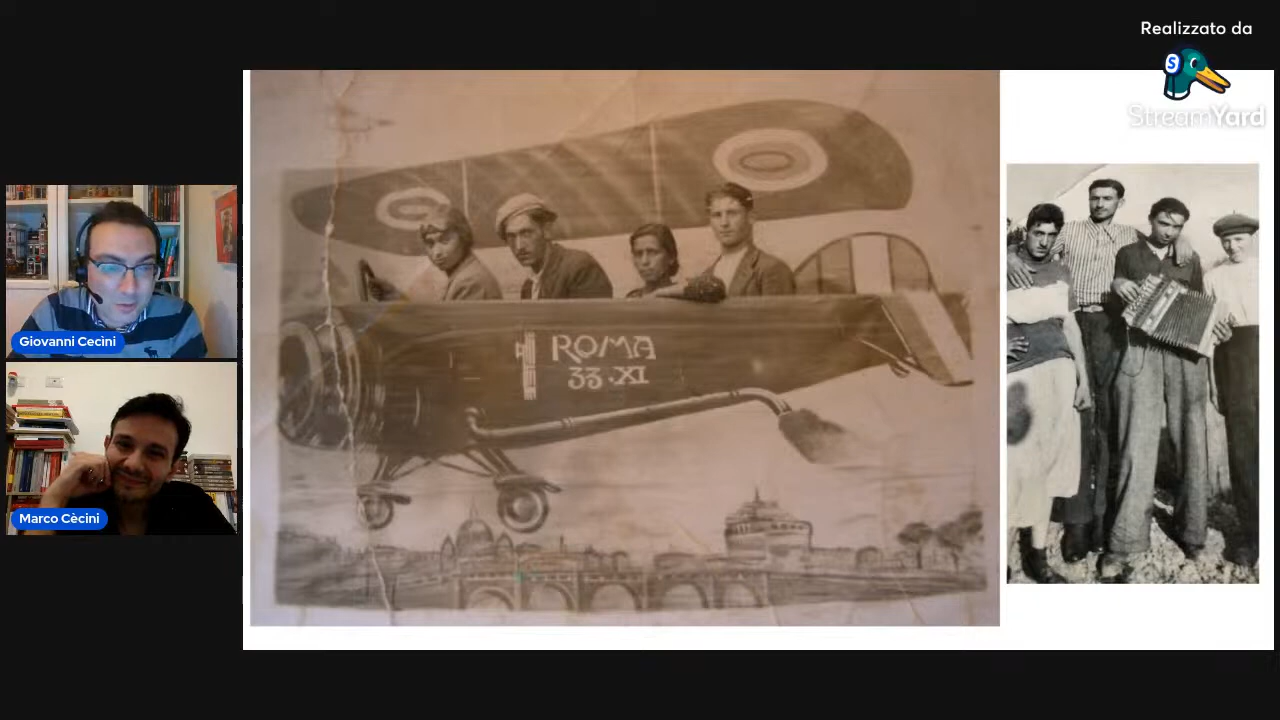 Realizzato da
StreamYard
Giovanni Cecini
Marco Cècini
ROMA
33.XI